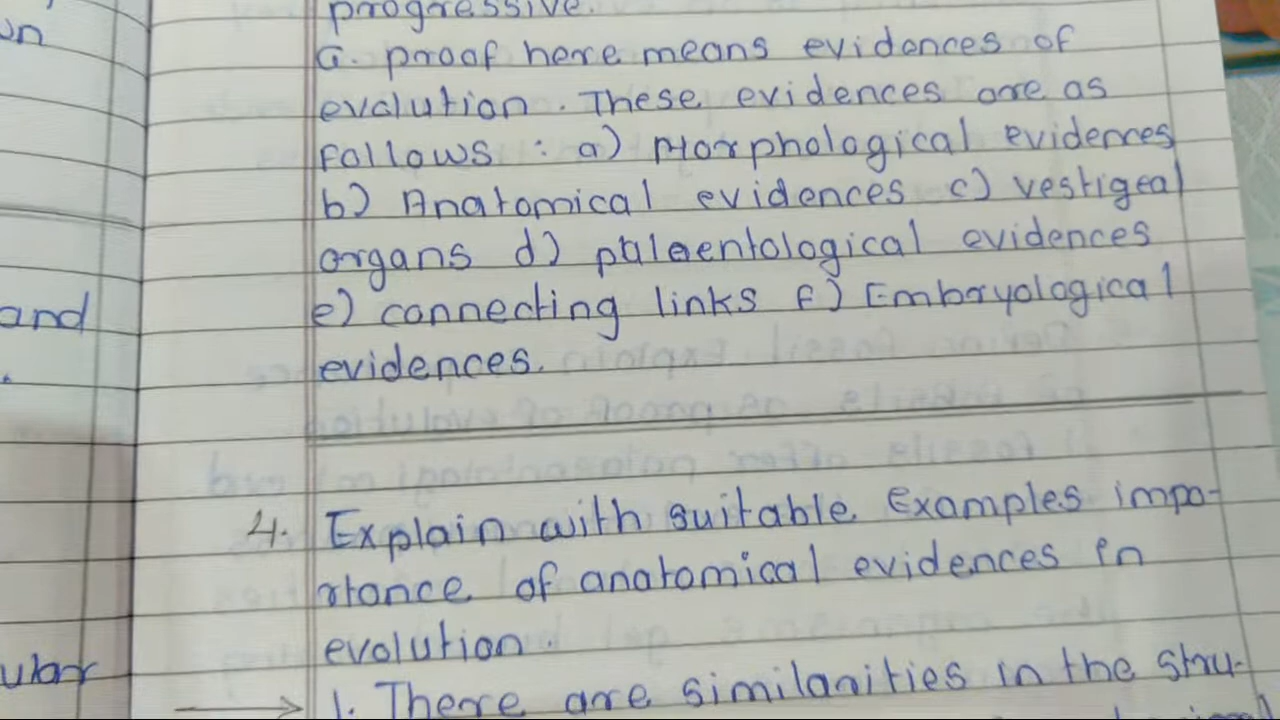 progressive.
G. proof here means evidences of
evolution. These evidences are as
follows : a) Morphological evidences
b) Anatomical evidences c) vestigeal
organs d) palaentological evidences
e) connecting links f) Embryological
evidences.
4. Explain with suitable Examples impo-
rtance of anatomical evidences in
evolution.
1. There are similarities in the stru-
and
ular